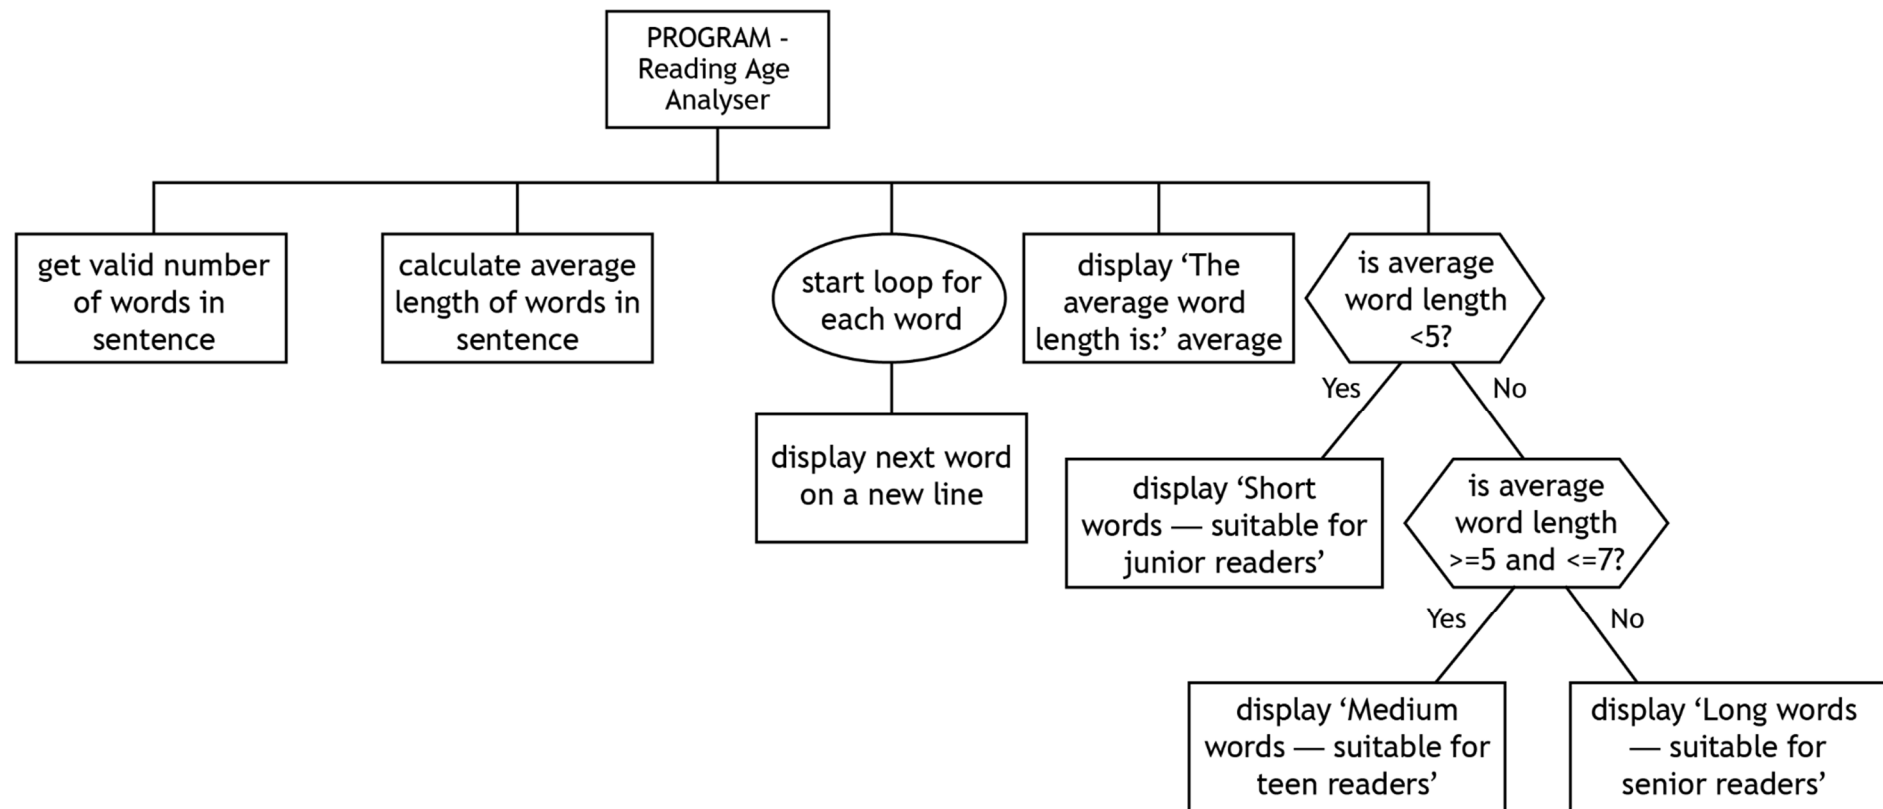 PROGRAM -
Reading Age
Analyser
get valid number
of words in
sentence
calculate average
length of words in
sentence
start loop for
each word
display next word
on a new line
display ‘The
average word
length is:’ average
is average
word length
<5?
Yes
No
display ‘Short
words — suitable for
junior readers’
is average
word length
>=5 and <=7?
Yes
No
display ‘Medium
words — suitable for
teen readers’
display ‘Long words
— suitable for
senior readers’